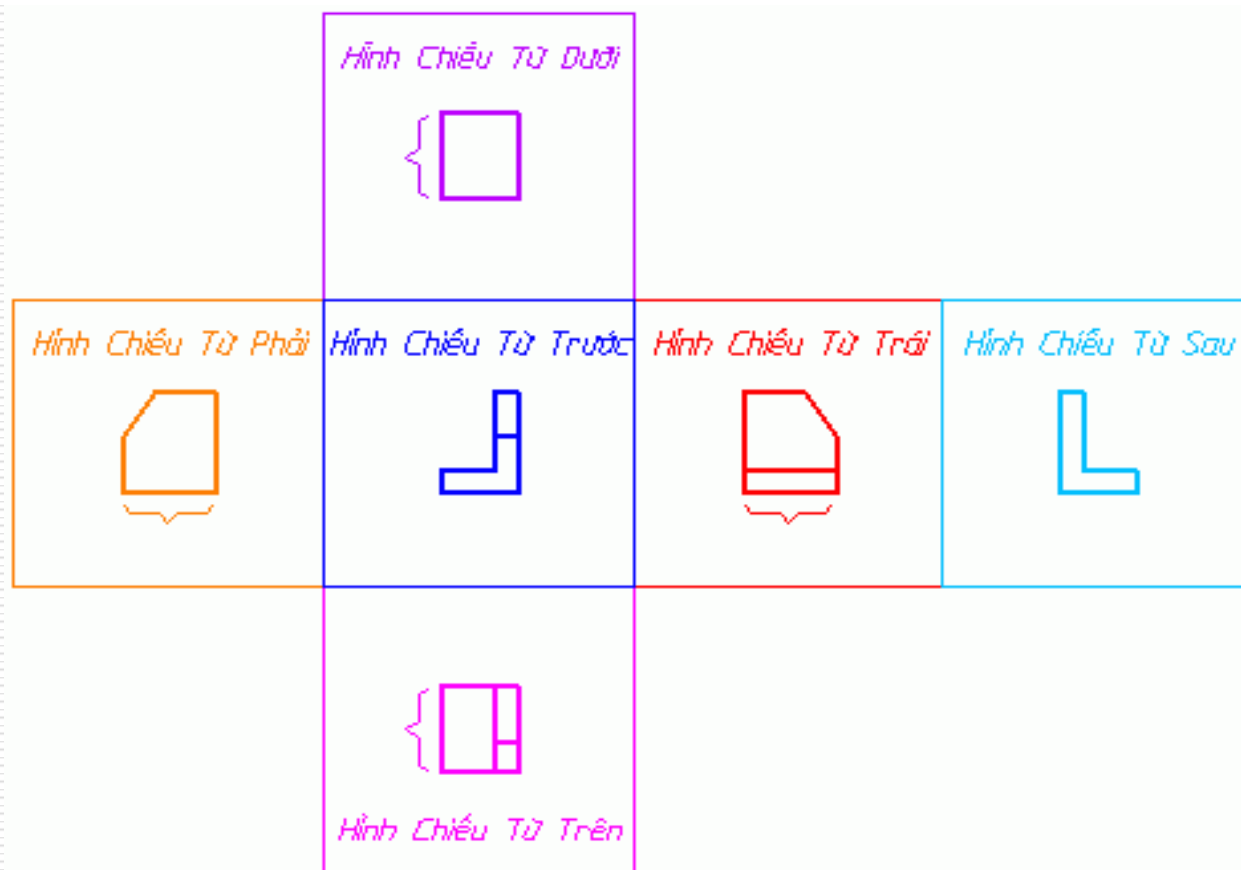 Hình Chiếu Từ Dưới
Hình Chiếu Từ Phải
Hình Chiếu Từ Trước
Hình Chiếu Từ Trái
Hình Chiếu Từ Sau
Hình Chiếu Từ Trên